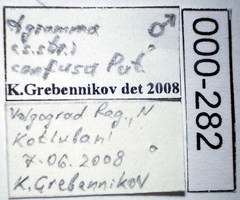 Agramma ♂
(s.str.)
confusa Put.
K.Grebennikov det 2008
Volgograd Reg., N
Kotluban'
7.06.2008
K. Grebennikov
000-282